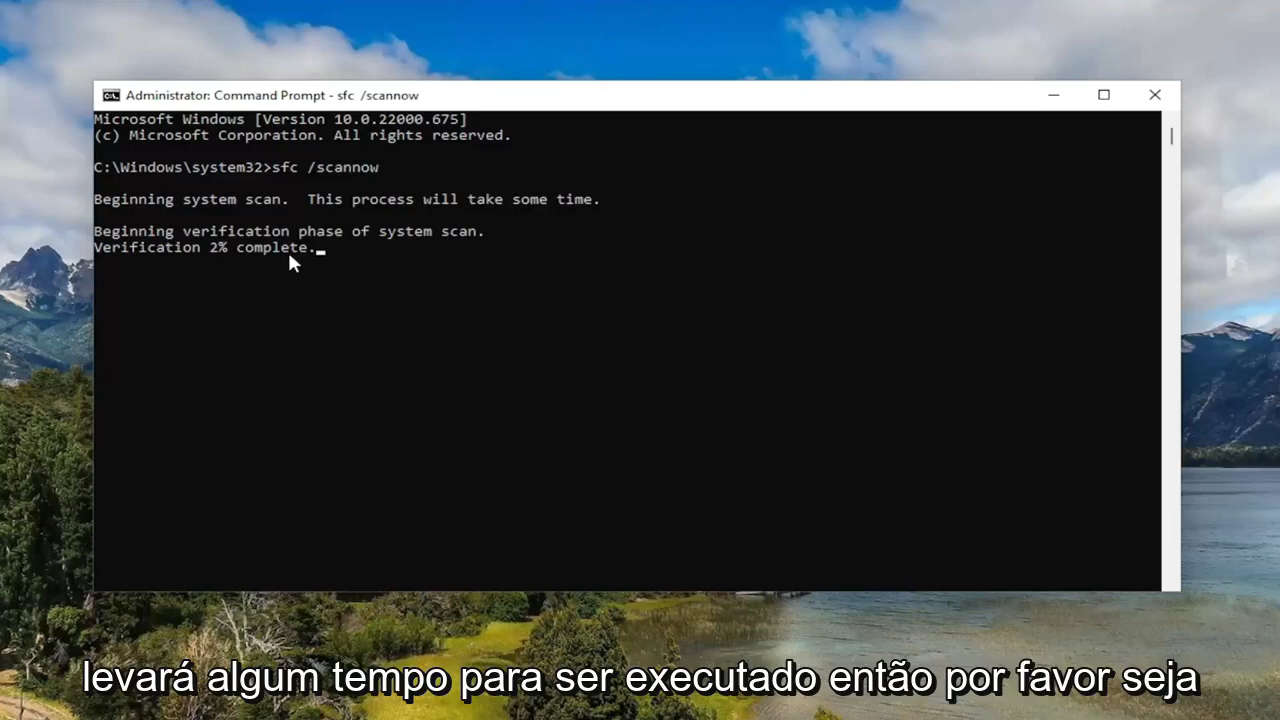 Administrator: Command Prompt - sfc  /scannow
Microsoft Windows [Version 10.0.22000.675]
(c) Microsoft Corporation. All rights reserved.
C:\Windows\system32>sfc /scannow
Beginning system scan.  This process will take some time.
Beginning verification phase of system scan.
Verification 2% complete.
levará algum tempo para ser executado então por favor seja